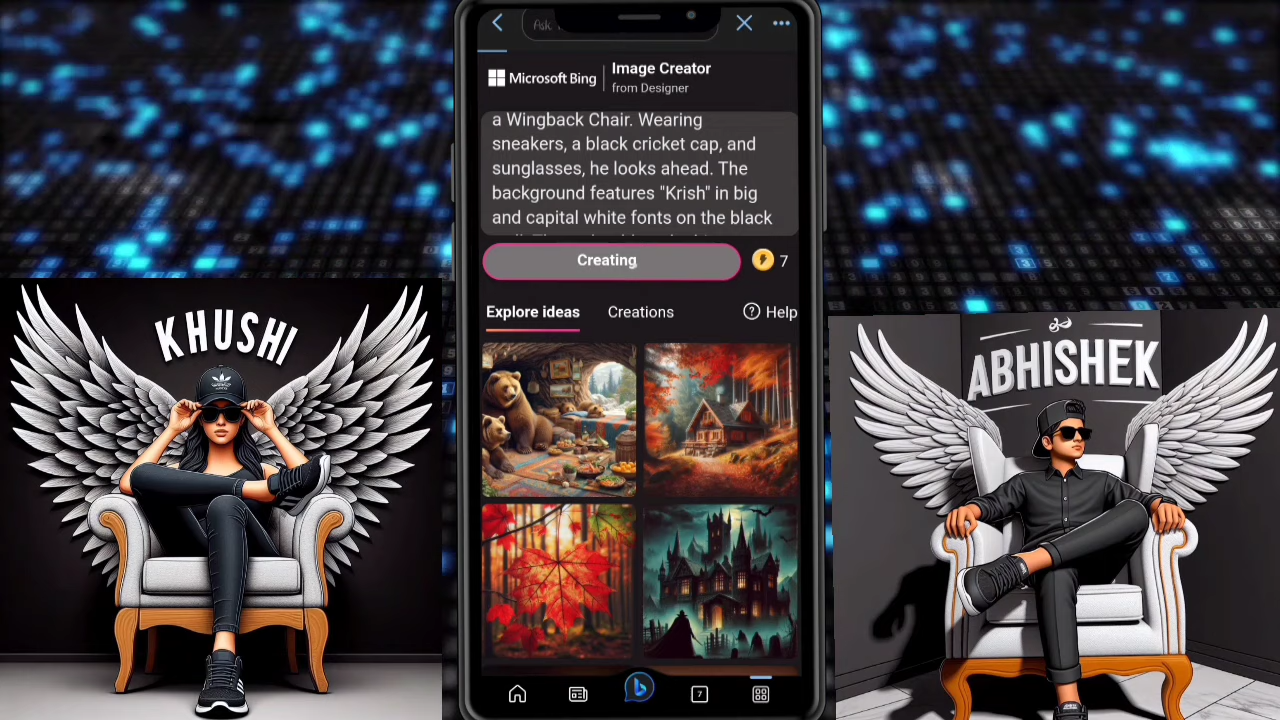 Ask
Microsoft Bing
Image Creator
from Designer
a Wingback Chair. Wearing
sneakers, a black cricket cap, and
sunglasses, he looks ahead. The
background features "Krish" in big
and capital white fonts on the black
Creating
7
Explore ideas
Creations
Help
KHUSHI
ABHISHEK
7